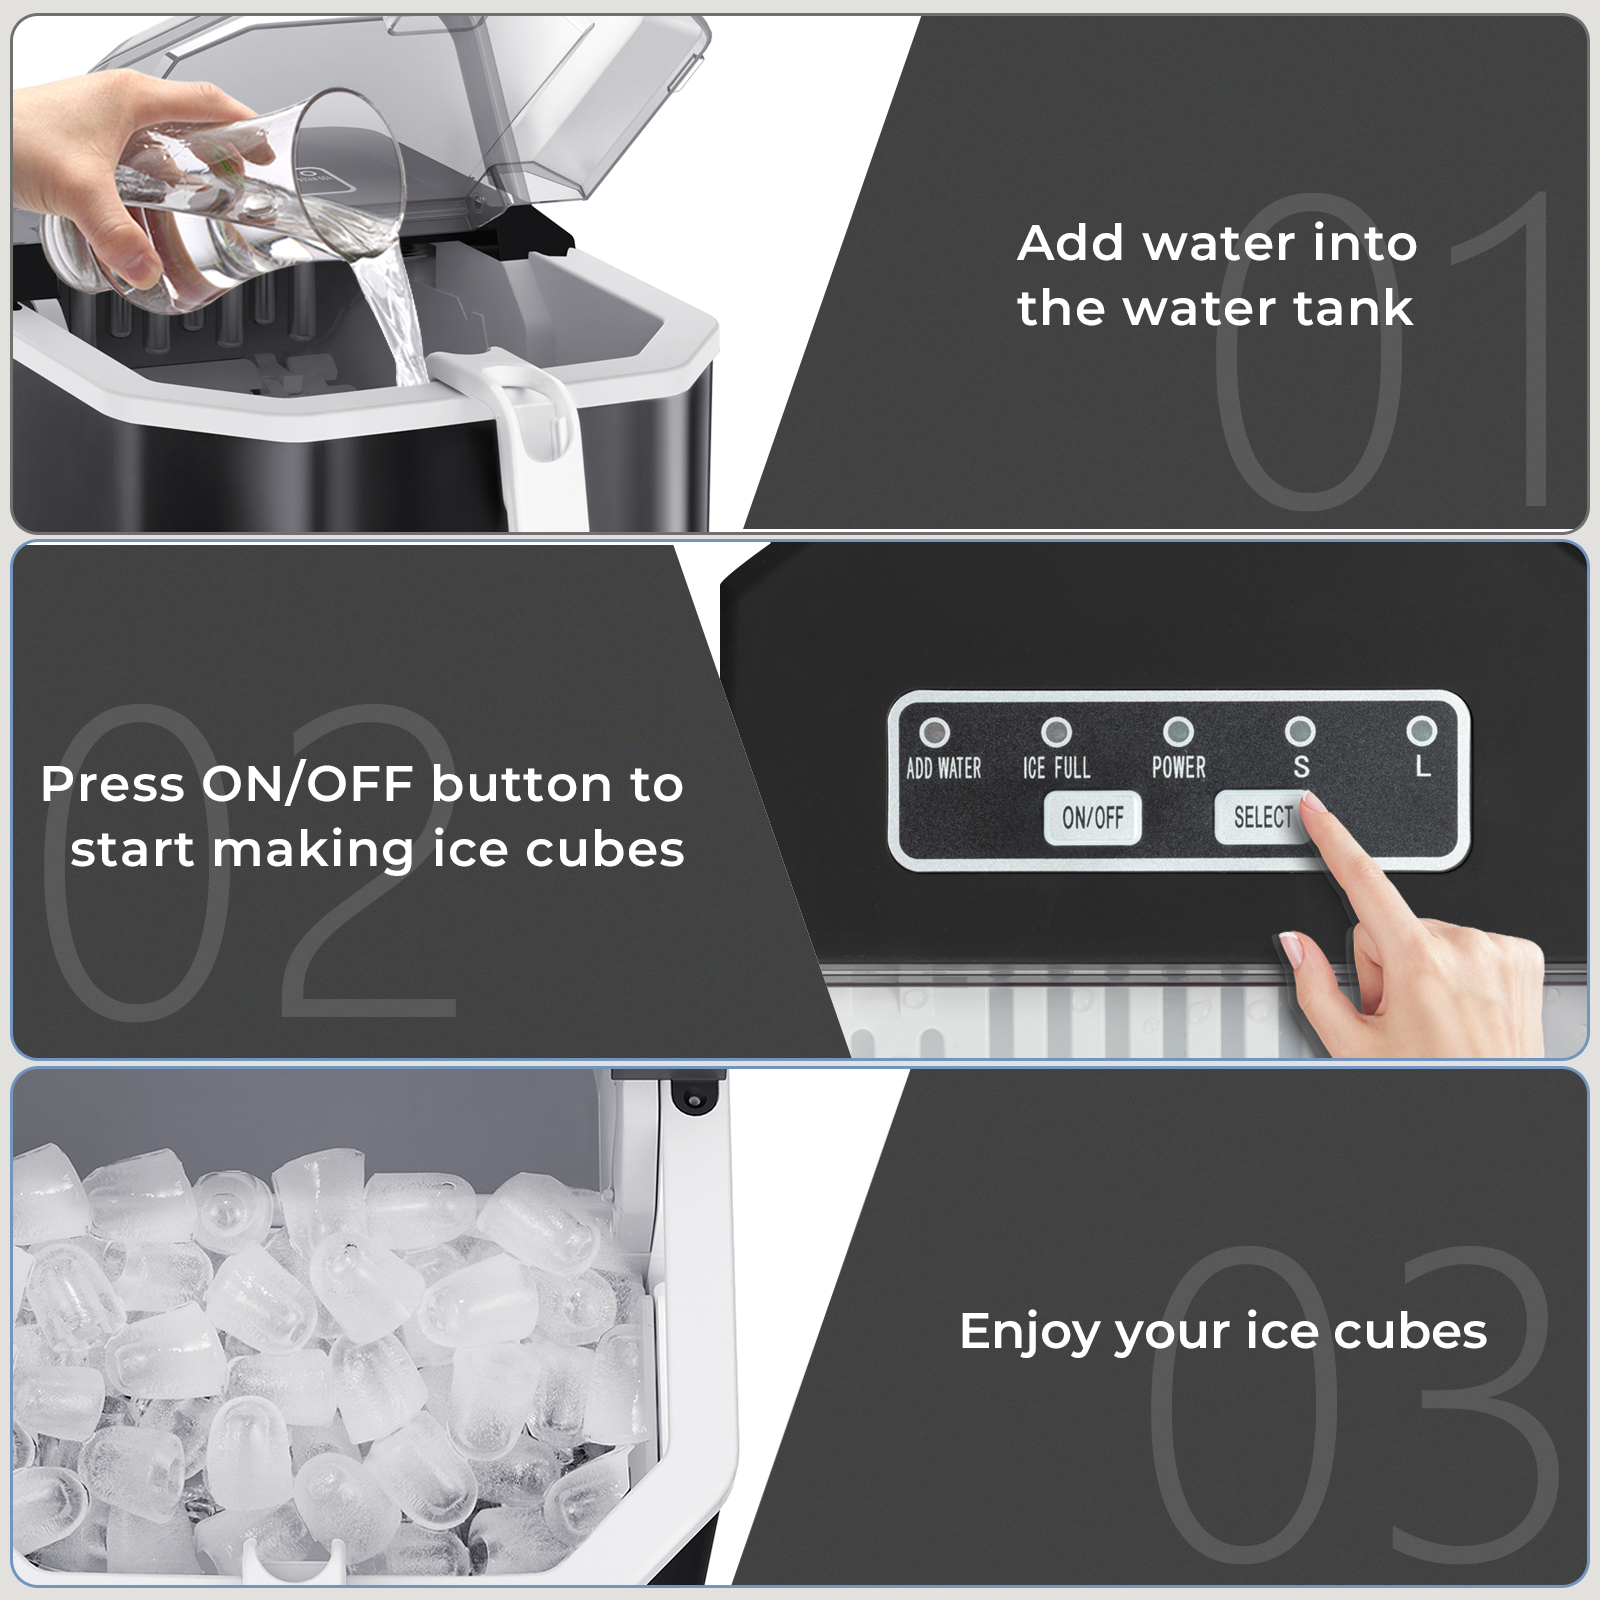 01
Add water into
the water tank
02
Press ON/OFF button to
start making ice cubes
ADD WATER
ICE FULL
POWER
S
L
ON/OFF
SELECT
03
Enjoy your ice cubes